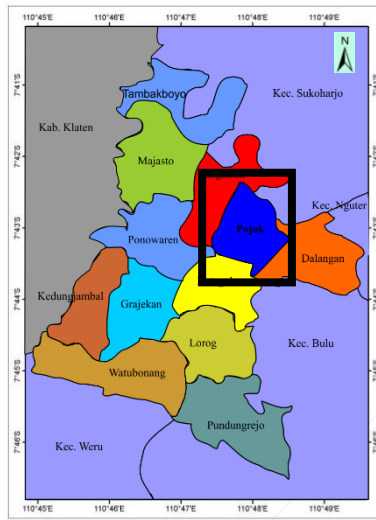 110°45'E 110°46'E 110°47'E 110°48'E 110°49'E
N
7°41'S
Tambakboyo
Kec. Sukoharjo
Kab. Klaten
7°42'S 7°42'S
Majasto
Kec. Nguter
7°43'S
Pojok
Ponowaren
Dalangan
Kedungjambal
7°44'S
Grajekan
Lorog
Kec. Bulu
7°45'S
Watubonang
Pundungrejo
7°46'S
Kec. Weru
110°45'E 110°46'E 110°47'E 110°48'E 110°49'E